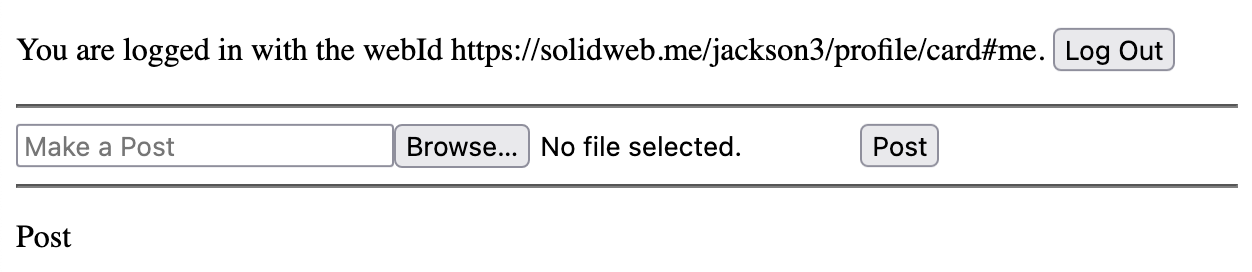 You are logged in with the webId https://solidweb.me/jackson3/profile/card#me. Log Out
Make a Post Browse... No file selected. Post
Post